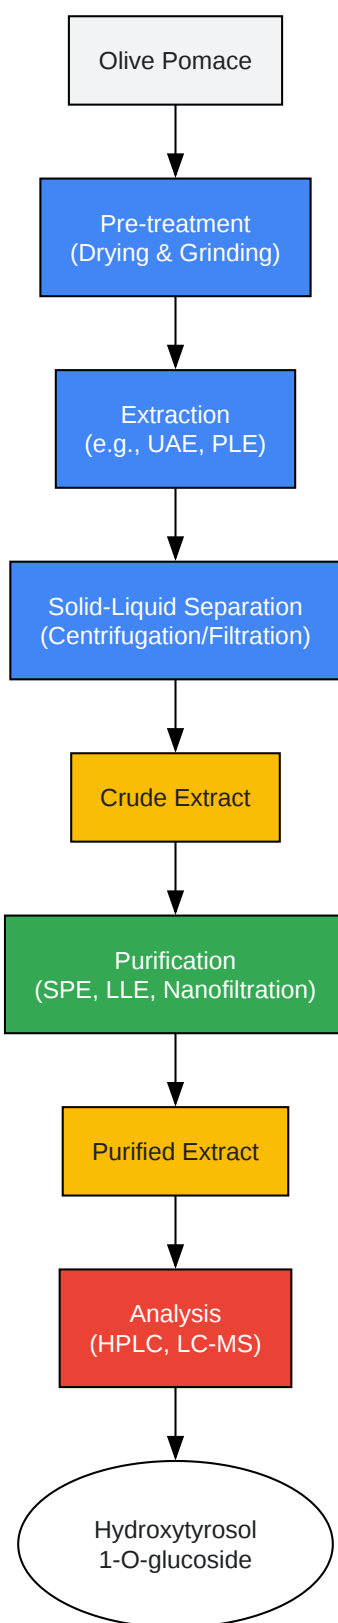 Olive Pomace
Pre-treatment
(Drying & Grinding)
Extraction
(e.g., UAE, PLE)
Solid-Liquid Separation
(Centrifugation/Filtration)
Crude Extract
Purification
(SPE, LLE, Nanofiltration)
Purified Extract
Analysis
(HPLC, LC-MS)
Hydroxytyrosol
1-O-glucoside